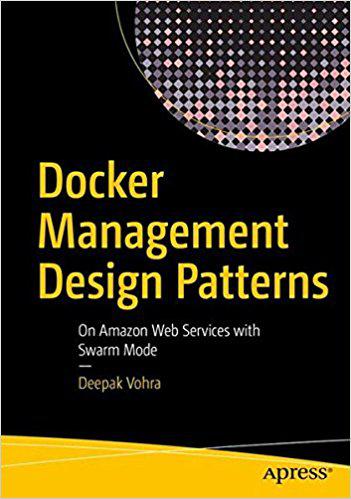 Docker
Management
Design Patterns
On Amazon Web Services with
Swarm Mode
—
Deepak Vohra
Apress®